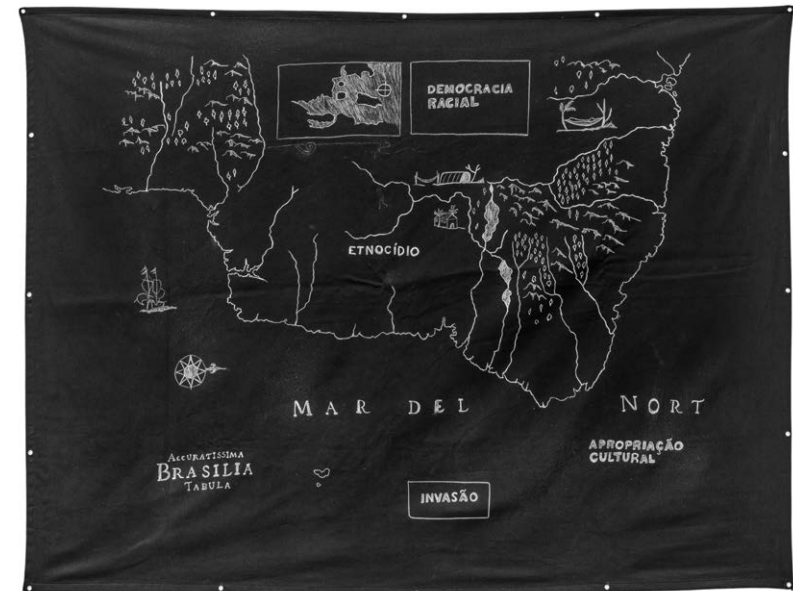 DEMOCRACIA
RACIAL
ETNOCÍDIO
MAR DEL NORT
APROPRIAÇÃO
CULTURAL
ACCURATISSIMA
BRASILIA
TABULA
INVASÃO